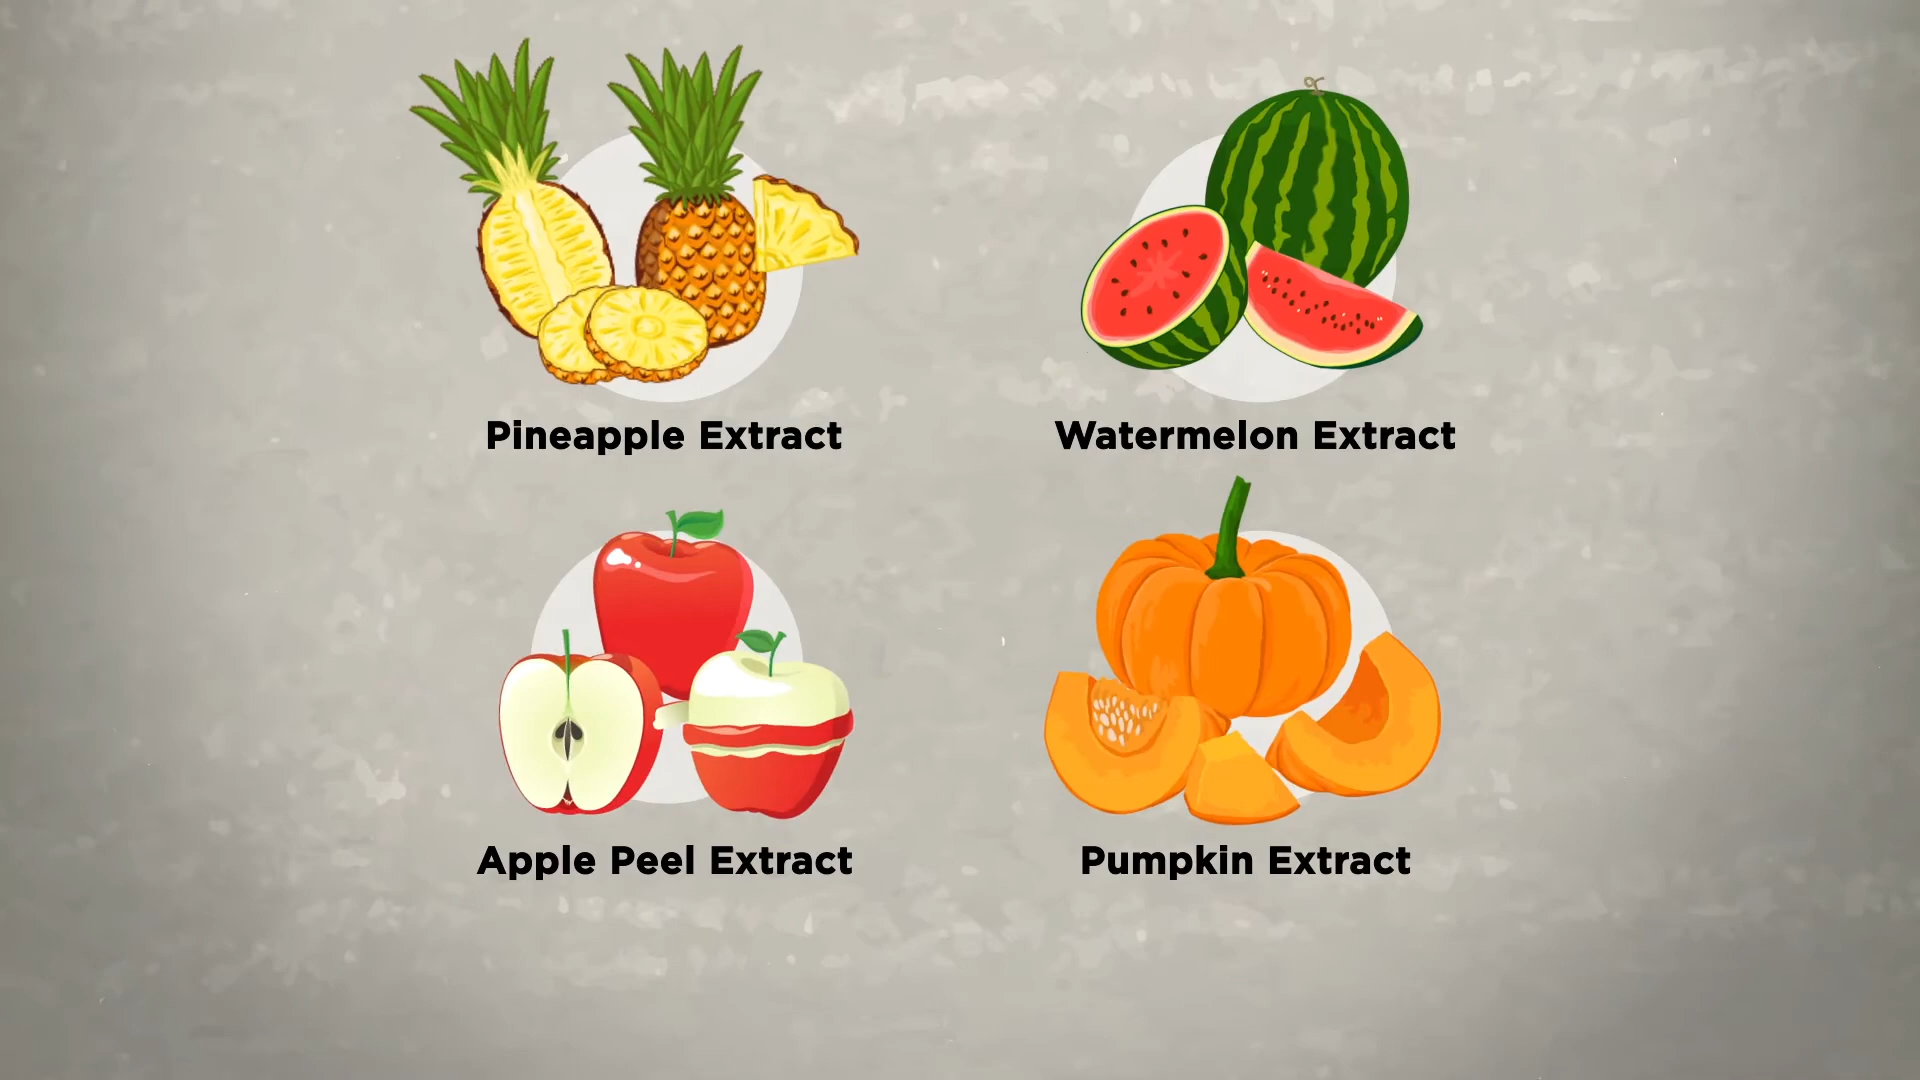 Pineapple Extract
Watermelon Extract
Apple Peel Extract
Pumpkin Extract